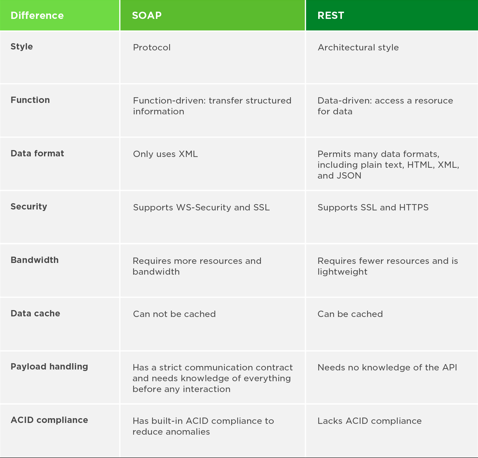 Difference SOAP REST
Style Protocol Architectural style
Function Function-driven: transfer structured Data-driven: access a resoruce
information for data
Data format Only uses XML Permits many data formats,
including plain text, HTML, XML,
and JSON
Security Supports WS-Security and SSL Supports SSL and HTTPS
Bandwidth Requires more resources and Requires fewer resources and is
bandwidth lightweight
Data cache Can not be cached Can be cached
Payload handling Has a strict communication contract Needs no knowledge of the API
and needs knowledge of everything
before any interaction
ACID compliance Has built-in ACID compliance to Lacks ACID compliance
reduce anomalies